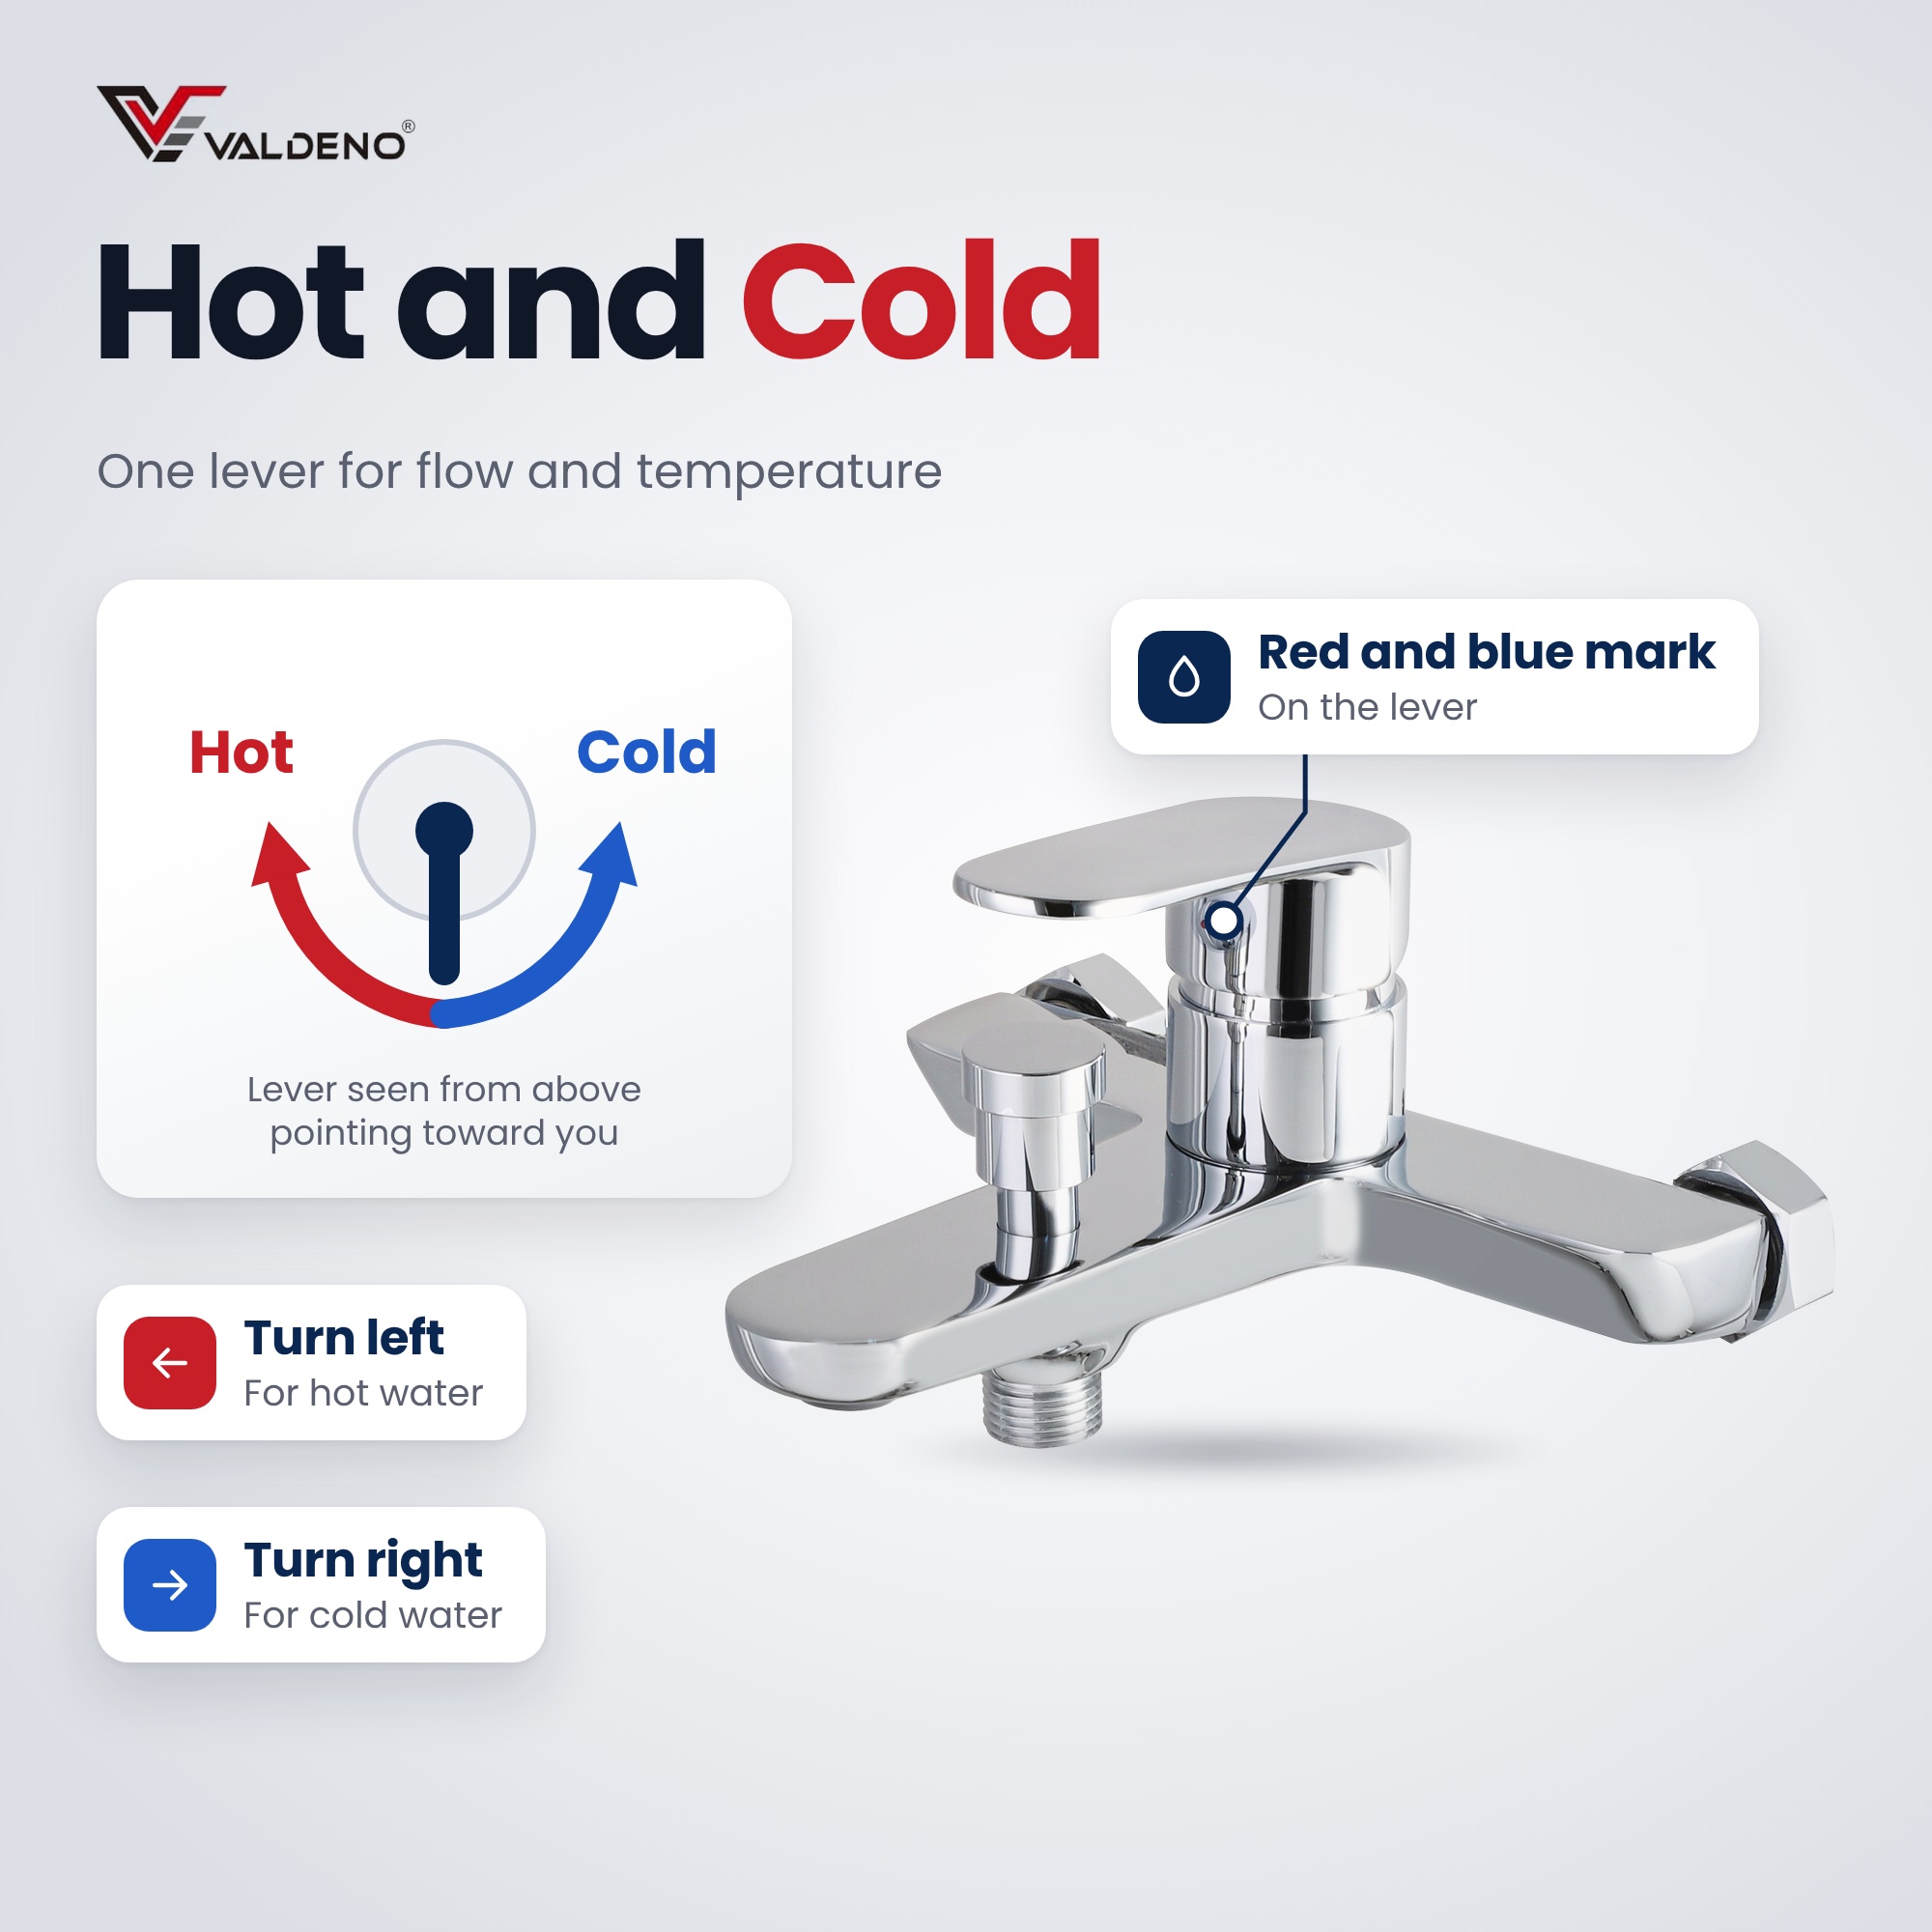 VALDENO®
Hot and Cold
One lever for flow and temperature
Hot
Cold
Lever seen from above
pointing toward you
Red and blue mark
On the lever
Turn left
For hot water
Turn right
For cold water